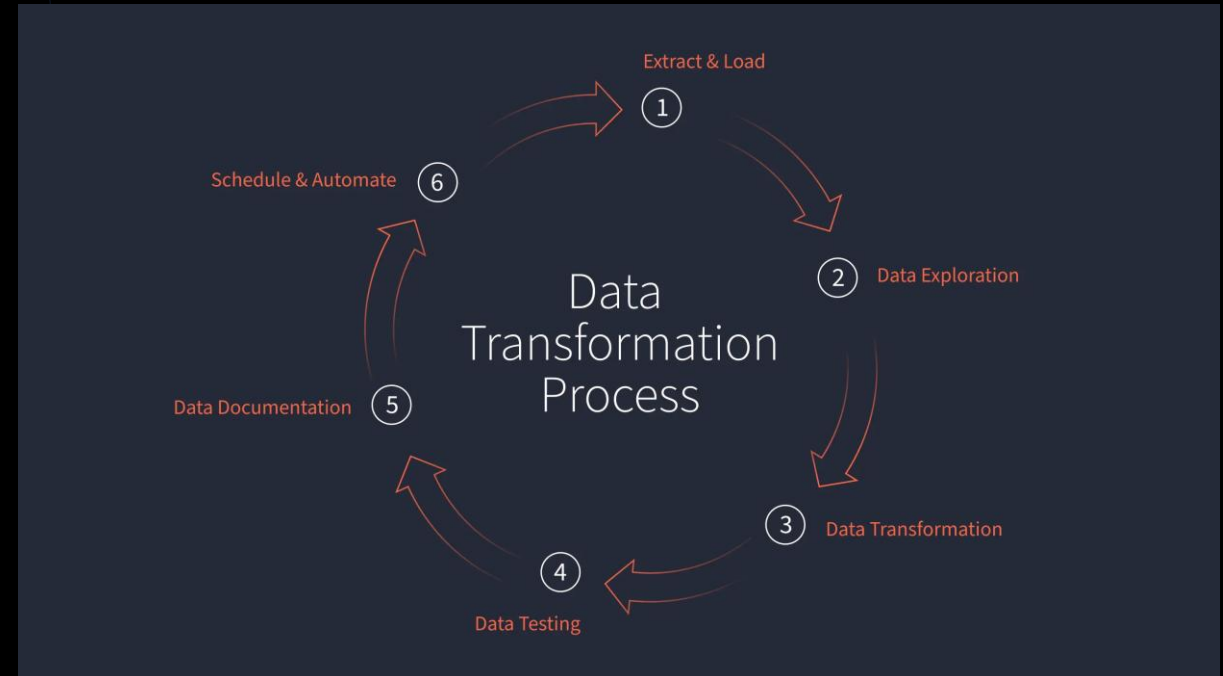 Data
Transformation
Process
Extract & Load
1
2
Data Exploration
3
Data Transformation
4
Data Testing
Data Documentation
5
Schedule & Automate
6